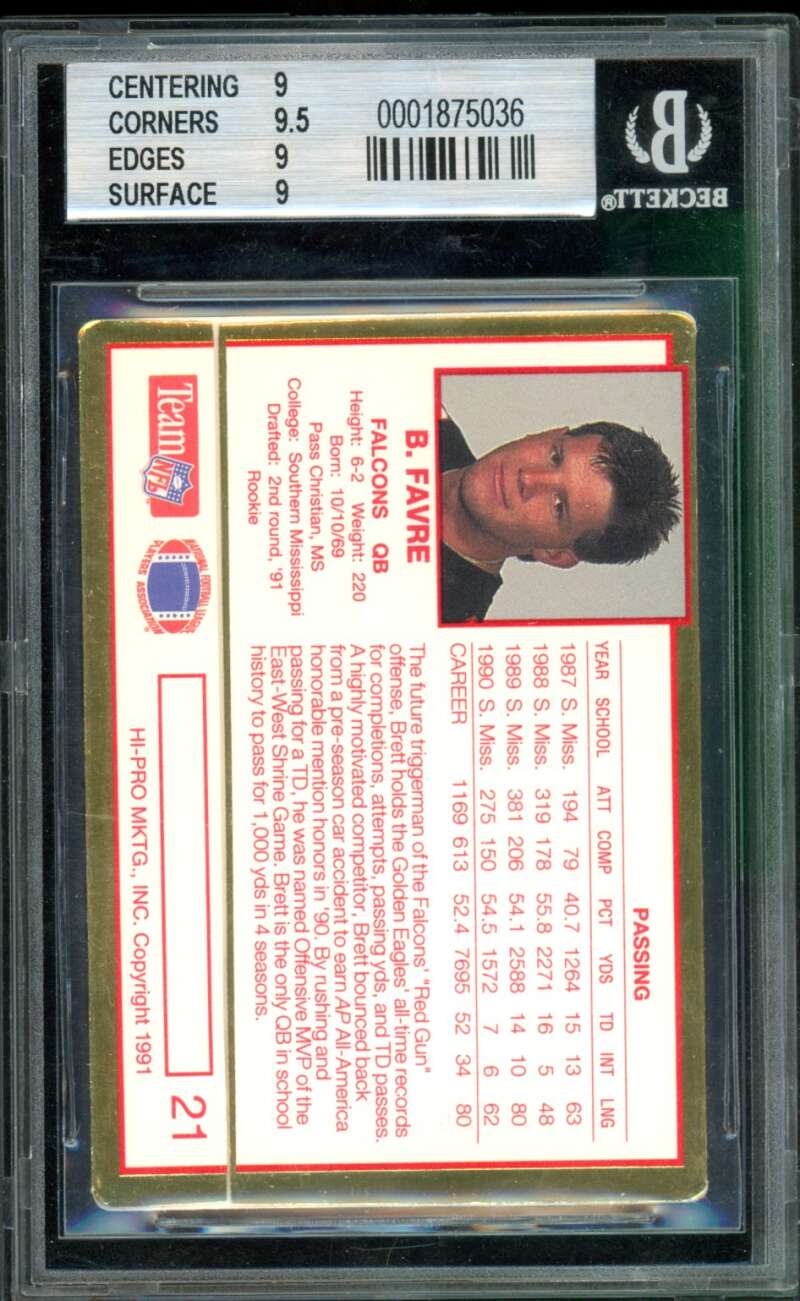 CENTERING 9
CORNERS 9.5
EDGES 9
SURFACE 9
0001875036
B
BECKETT®
B. FAVRE
FALCONS QB
Height: 6-2 Weight: 220
Born: 10/10/69
Pass Christian, MS
College: Southern Mississippi
Drafted: 2nd round, '91
Rookie
PASSING
YEAR SCHOOL ATT COMP PCT YDS TD INT LNG
1987 S. Miss. 194 79 40.7 1264 15 13 63
1988 S. Miss. 319 178 55.8 2271 16 5 48
1989 S. Miss. 381 206 54.1 2588 14 10 80
1990 S. Miss. 275 150 54.5 1572 7 6 62
CAREER 1169 613 52.4 7695 52 34 80
The future triggerman of the Falcons' "Red Gun"
offense, Brett holds the Golden Eagles' all-time records
for completions, attempts, passing yds, and TD passes.
A highly motivated competitor, Brett bounced back
from a pre-season car accident to earn AP All-America
honorable mention honors in '90. By rushing and
passing for a TD, he was named Offensive MVP of the
East-West Shrine Game. Brett is the only QB in school
history to pass for 1,000 yds in 4 seasons.
Team NFL
NATIONAL FOOTBALL LEAGUE
PLAYERS ASSOCIATION
21
HI-PRO MKTG., INC. Copyright 1991